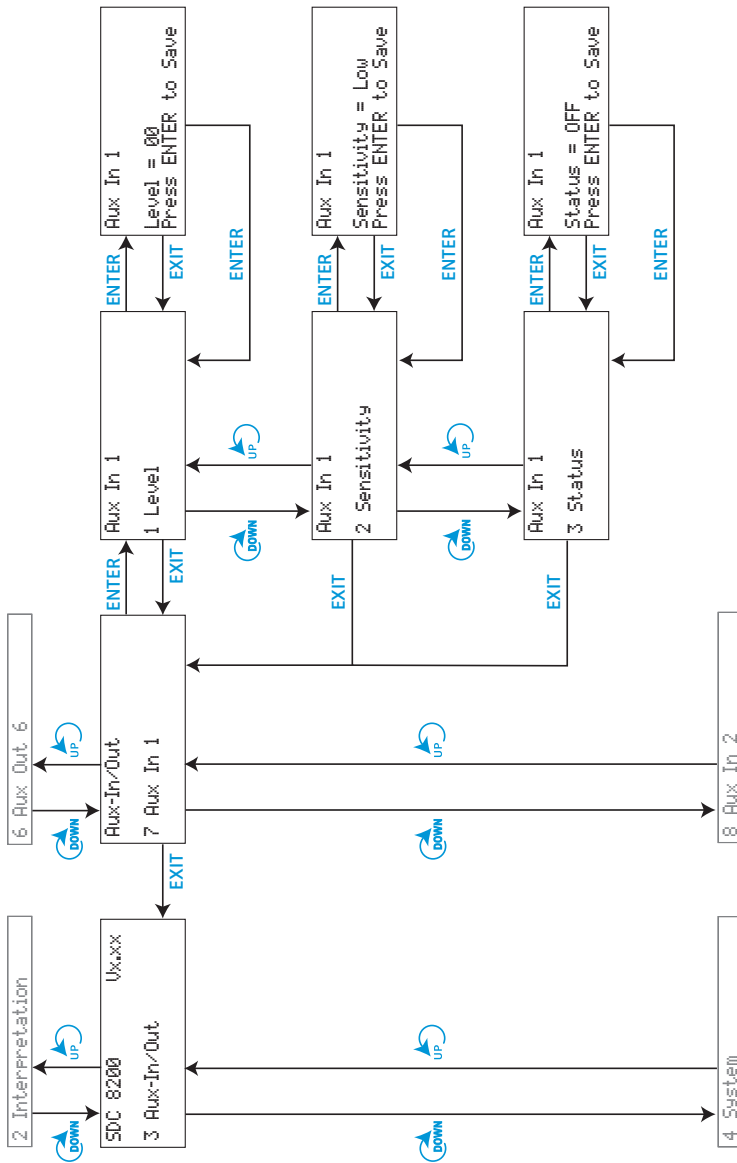 2 Interpretation
DOWN
UP
SDC 8200 Vx.xx
3 Aux-In/Out
EXIT
DOWN
UP
4 System
6 Aux Out 6
DOWN
UP
Aux-In/Out
7 Aux In 1
ENTER
EXIT
DOWN
UP
8 Aux In 2
Aux In 1
1 Level
ENTER
EXIT
Aux In 1
Level = 00
Press ENTER to Save
ENTER
DOWN
UP
EXIT
Aux In 1
2 Sensitivity
ENTER
EXIT
Aux In 1
Sensitivity = Low
Press ENTER to Save
ENTER
DOWN
UP
EXIT
Aux In 1
3 Status
ENTER
EXIT
Aux In 1
Status = OFF
Press ENTER to Save
ENTER